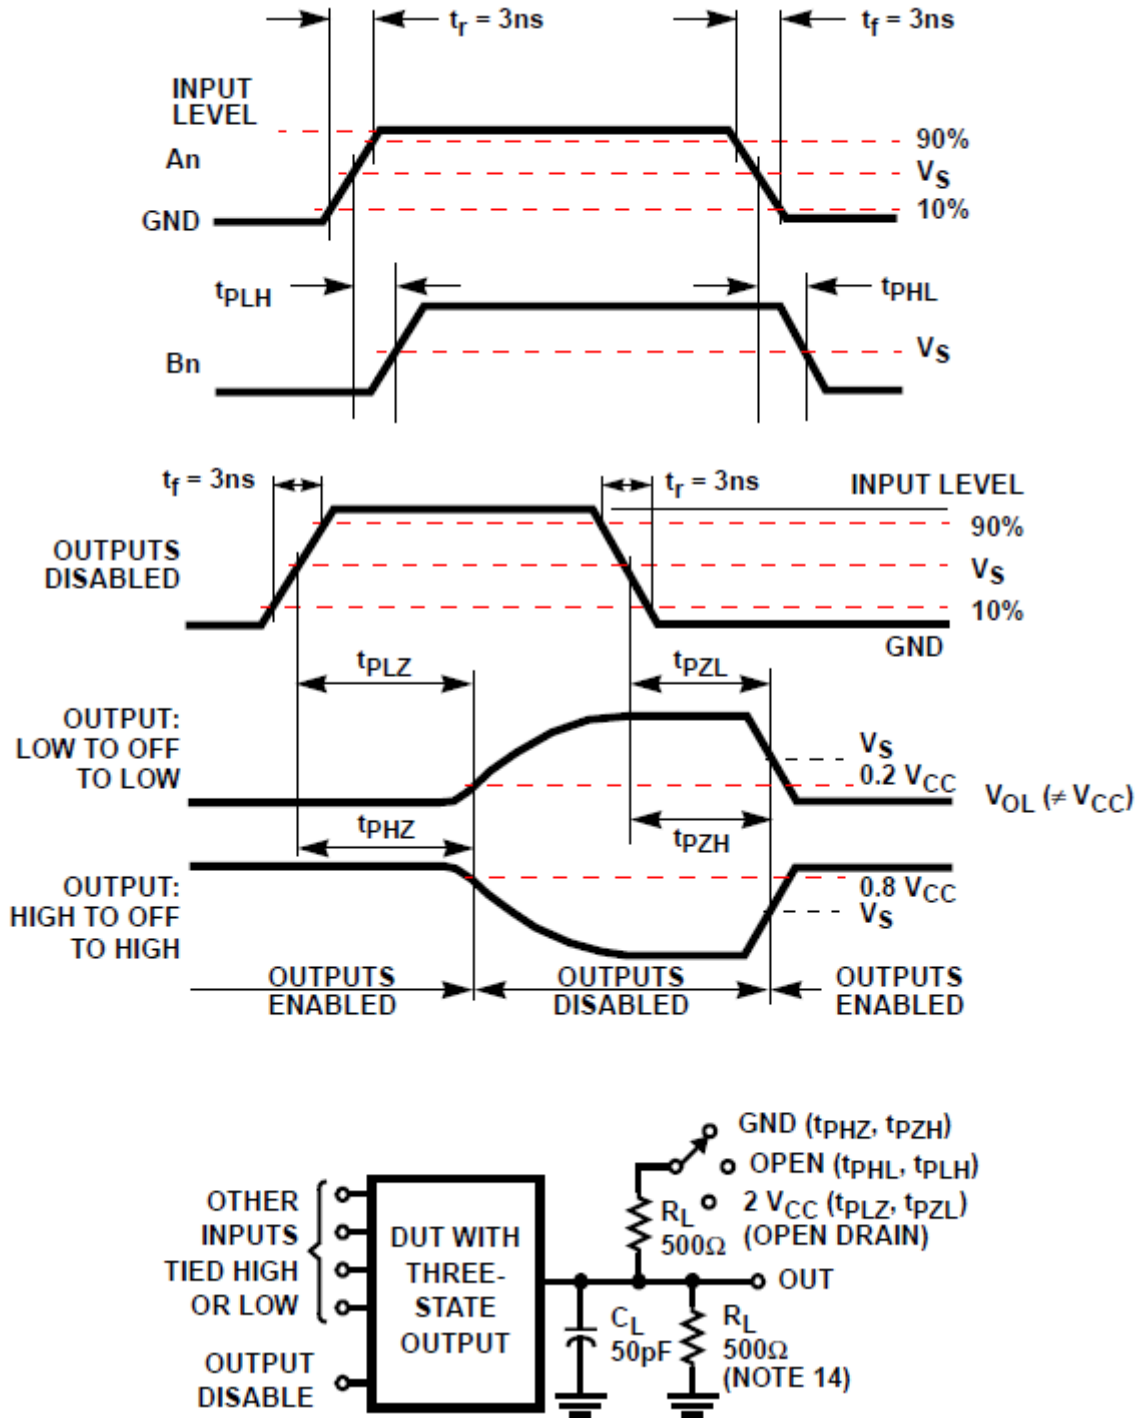 tr = 3ns
tf = 3ns
INPUT
LEVEL
An
GND
90%
VS
10%
tPLH
tPHL
Bn
VS
tf = 3ns
tr = 3ns
INPUT LEVEL
OUTPUTS
DISABLED
90%
VS
10%
GND
tPLZ
tPZL
OUTPUT:
LOW TO OFF
TO LOW
VS
0.2 VCC
VOL (≠ VCC)
tPHZ
tPZH
OUTPUT:
HIGH TO OFF
TO HIGH
0.8 VCC
VS
OUTPUTS
ENABLED
OUTPUTS
DISABLED
OUTPUTS
ENABLED
GND (tPHZ, tPZH)
OPEN (tPHL, tPLH)
2 VCC (tPLZ, tPZL)
(OPEN DRAIN)
RL
500Ω
OTHER
INPUTS
TIED HIGH
OR LOW
DUT WITH
THREE-
STATE
OUTPUT
OUT
CL
50pF
RL
500Ω
(NOTE 14)
OUTPUT
DISABLE